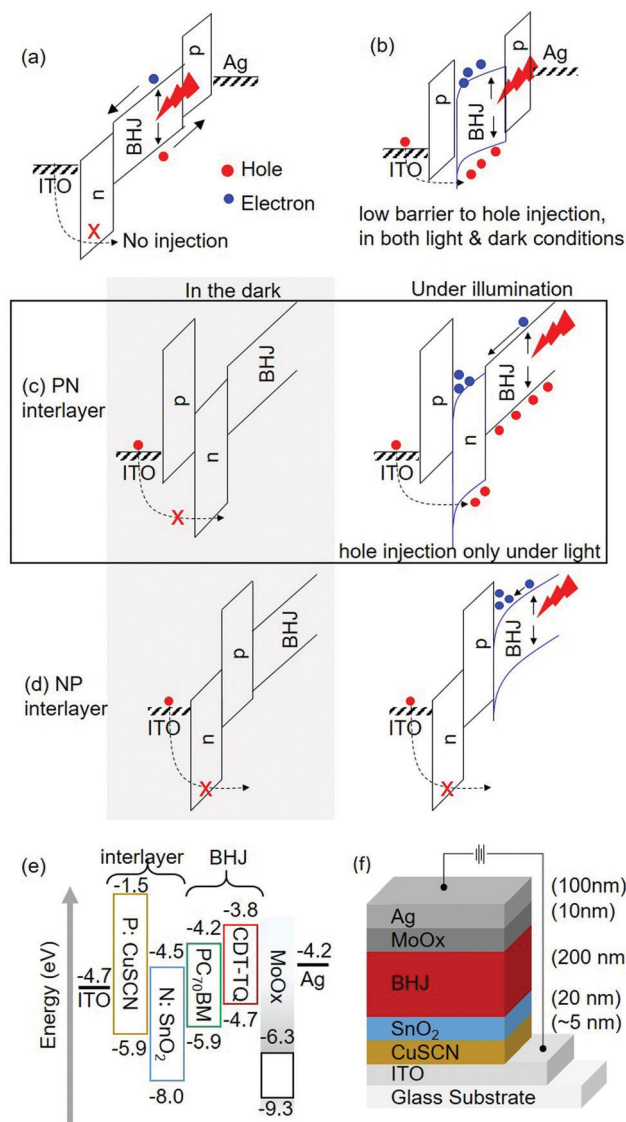 (a)
p
Ag
BHJ
ITO
n
X
No injection
Hole
Electron
(b)
p
Ag
p
BHJ
ITO
low barrier to hole injection,
in both light & dark conditions
In the dark
Under illumination
(c) PN
interlayer
p
n
BHJ
ITO
X
p
n
BHJ
ITO
hole injection only under light
(d) NP
interlayer
p
n
BHJ
ITO
X
p
n
BHJ
ITO
X
(e)
interlayer
BHJ
Energy (eV)
-1.5
-4.7
ITO
P: CuSCN
-5.9
-4.5
N: SnO2
-8.0
-4.2
PC70BM
-5.9
-3.8
CDT-TQ
-4.7
MoOx
-6.3
-9.3
-4.2
Ag
(f)
Ag
(100nm)
MoOx
(10nm)
BHJ
(200 nm)
SnO2
(20 nm)
CuSCN
(~5 nm)
ITO
Glass Substrate